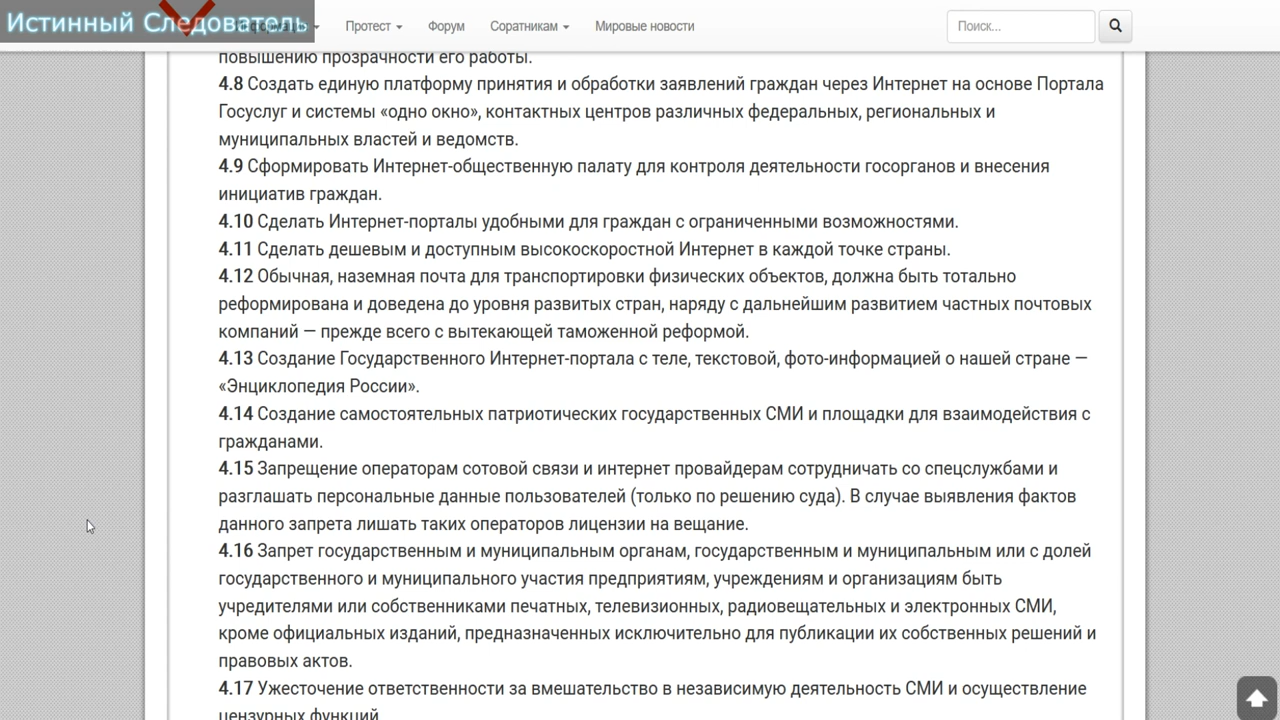 Истинный Следователь
Протест
Форум
Соратникам
Мировые новости
Поиск...
повышению прозрачности его работы.
4.8 Создать единую платформу принятия и обработки заявлений граждан через Интернет на основе Портала
Госуслуг и системы «одно окно», контактных центров различных федеральных, региональных и
муниципальных властей и ведомств.
4.9 Сформировать Интернет-общественную палату для контроля деятельности госорганов и внесения
инициатив граждан.
4.10 Сделать Интернет-порталы удобными для граждан с ограниченными возможностями.
4.11 Сделать дешевым и доступным высокоскоростной Интернет в каждой точке страны.
4.12 Обычная, наземная почта для транспортировки физических объектов, должна быть тотально
реформирована и доведена до уровня развитых стран, наряду с дальнейшим развитием частных почтовых
компаний — прежде всего с вытекающей таможенной реформой.
4.13 Создание Государственного Интернет-портала с теле, текстовой, фото-информацией о нашей стране —
«Энциклопедия России».
4.14 Создание самостоятельных патриотических государственных СМИ и площадки для взаимодействия с
гражданами.
4.15 Запрещение операторам сотовой связи и интернет провайдерам сотрудничать со спецслужбами и
разглашать персональные данные пользователей (только по решению суда). В случае выявления фактов
данного запрета лишать таких операторов лицензии на вещание.
4.16 Запрет государственным и муниципальным органам, государственным и муниципальным или с долей
государственного и муниципального участия предприятиям, учреждениям и организациям быть
учредителями или собственниками печатных, телевизионных, радиовещательных и электронных СМИ,
кроме официальных изданий, предназначенных исключительно для публикации их собственных решений и
правовых актов.
4.17 Ужесточение ответственности за вмешательство в независимую деятельность СМИ и осуществление
цензурных функций